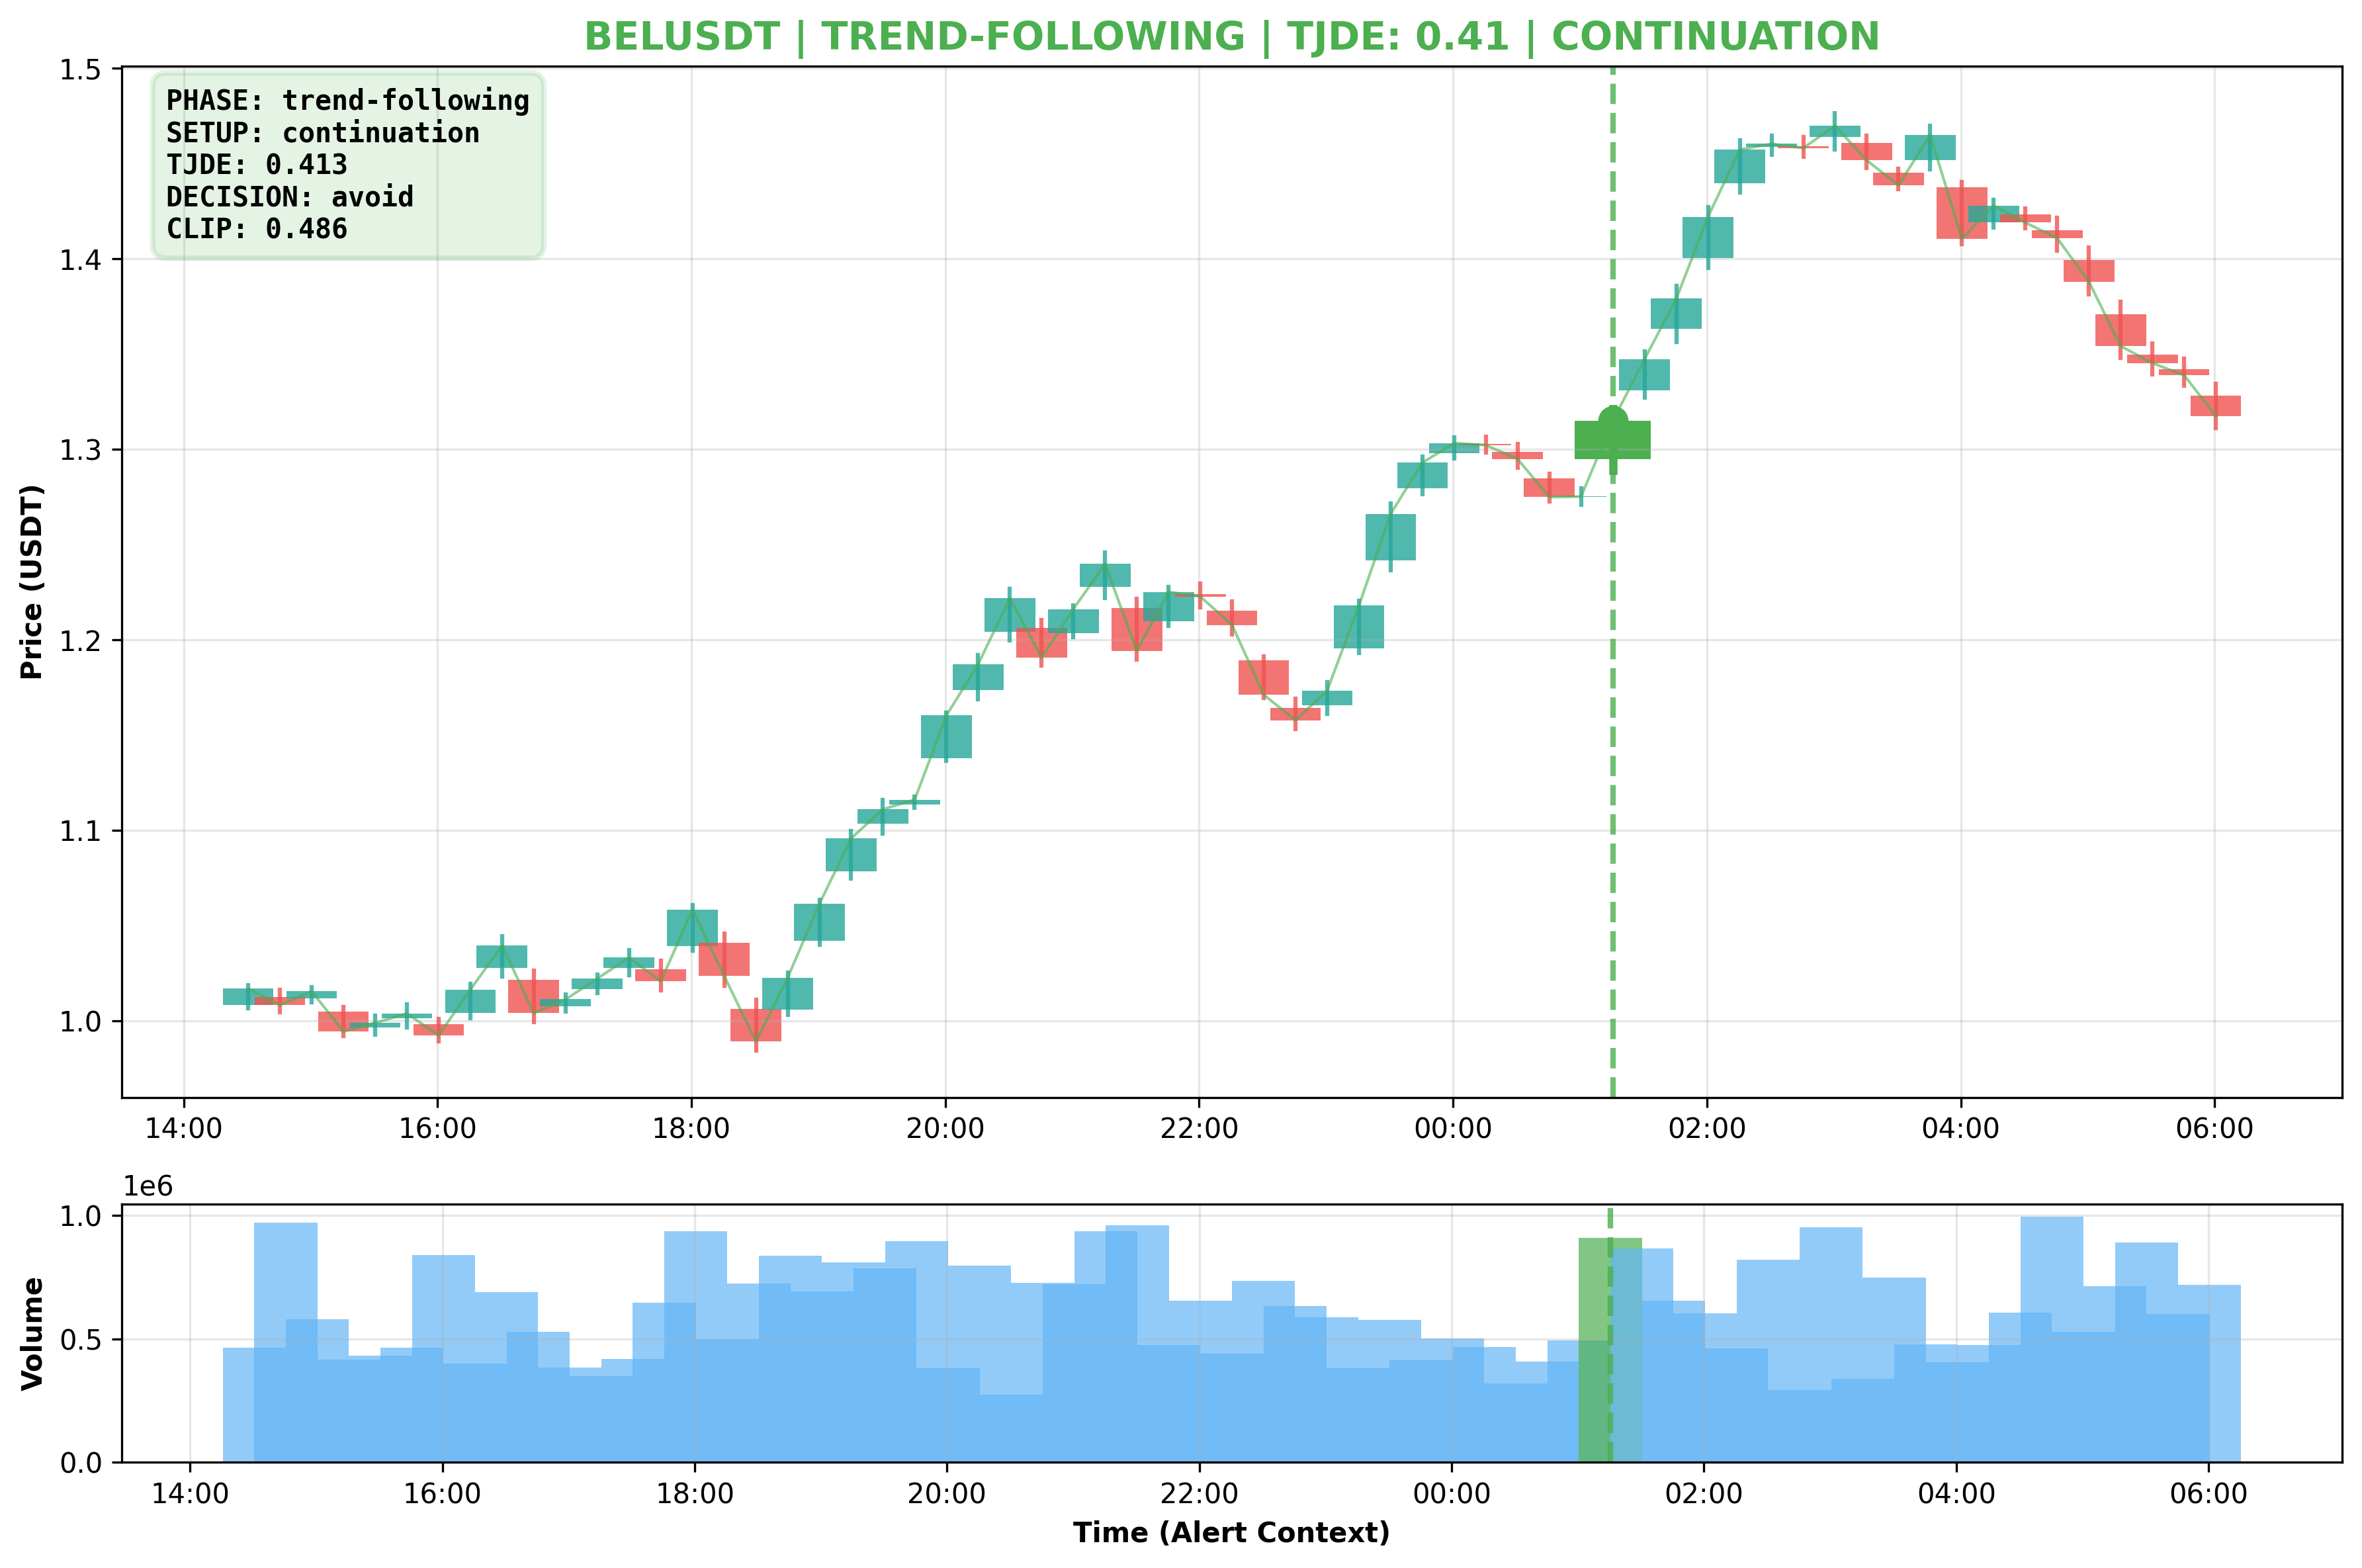 BELUSDT | TREND-FOLLOWING | TJDE: 0.41 | CONTINUATION
PHASE: trend-following
SETUP: continuation
TJDE: 0.413
DECISION: avoid
CLIP: 0.486
Price (USDT)
1.5
1.4
1.3
1.2
1.1
1.0
14:00 16:00 18:00 20:00 22:00 00:00 02:00 04:00 06:00
1e6
Volume
1.0
0.5
0.0
14:00 16:00 18:00 20:00 22:00 00:00 02:00 04:00 06:00
Time (Alert Context)